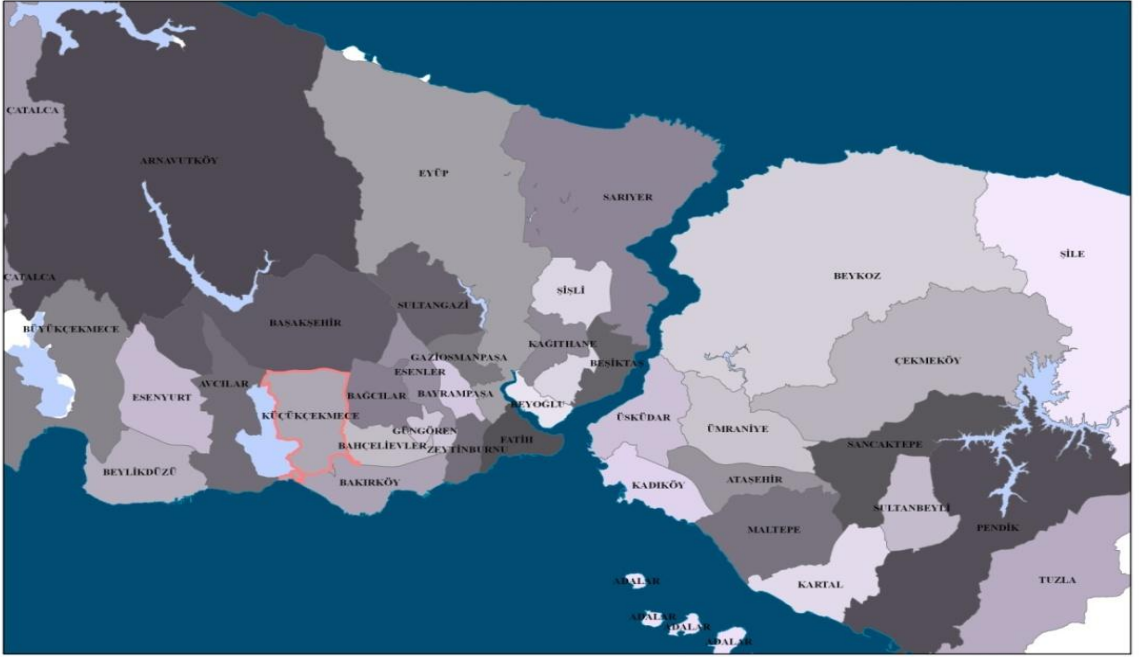 ÇATALCA
ARNAVUTKÖY
EYÜP
SARIYER
ŞİLE
BEYKOZ
ÇATALCA
ŞİŞLİ
SULTANGAZİ
BÜYÜKÇEKMECE
BAŞAKŞEHİR
KAĞITHANE
GAZİOSMANPAŞA
BEŞİKTAŞ
ÇEKMEKÖY
ESENLER
AVCILAR
ESENYURT
BAĞCILAR
BAYRAMPAŞA
BEYOĞLU
KÜÇÜKÇEKMECE
ÜSKÜDAR
ÜMRANİYE
GÜNGÖREN
BAHÇELİEVLER
FATİH
ZEYTİNBURNU
SANCAKTEPE
BEYLİKDÜZÜ
BAKIRKÖY
KADIKÖY
ATAŞEHİR
SULTANBEYLİ
MALTEPE
PENDİK
ADALAR
KARTAL
TUZLA
ADALAR
ADALAR
ADALAR